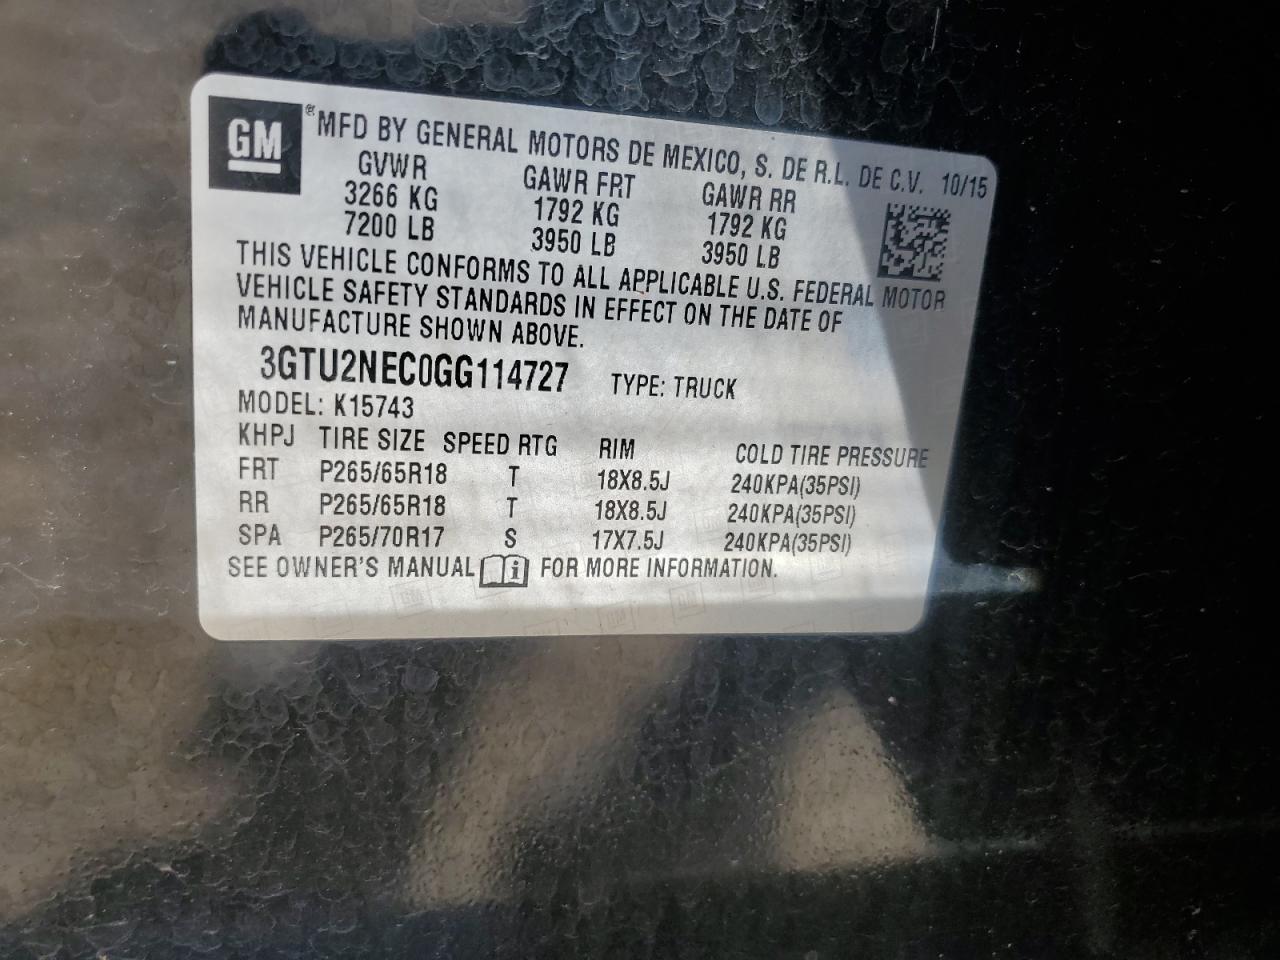 GM ® MFD BY GENERAL MOTORS DE MEXICO, S. DE R.L. DE C.V. 10/15
GVWR GAWR FRT GAWR RR
3266 KG 1792 KG 1792 KG
7200 LB 3950 LB 3950 LB
THIS VEHICLE CONFORMS TO ALL APPLICABLE U.S. FEDERAL MOTOR
VEHICLE SAFETY STANDARDS IN EFFECT ON THE DATE OF
MANUFACTURE SHOWN ABOVE.
3GTU2NEC0GG114727 TYPE: TRUCK
MODEL: K15743
KHPJ TIRE SIZE SPEED RTG RIM COLD TIRE PRESSURE
FRT P265/65R18 T 18X8.5J 240KPA(35PSI)
RR P265/65R18 T 18X8.5J 240KPA(35PSI)
SPA P265/70R17 S 17X7.5J 240KPA(35PSI)
SEE OWNER'S MANUAL i FOR MORE INFORMATION.